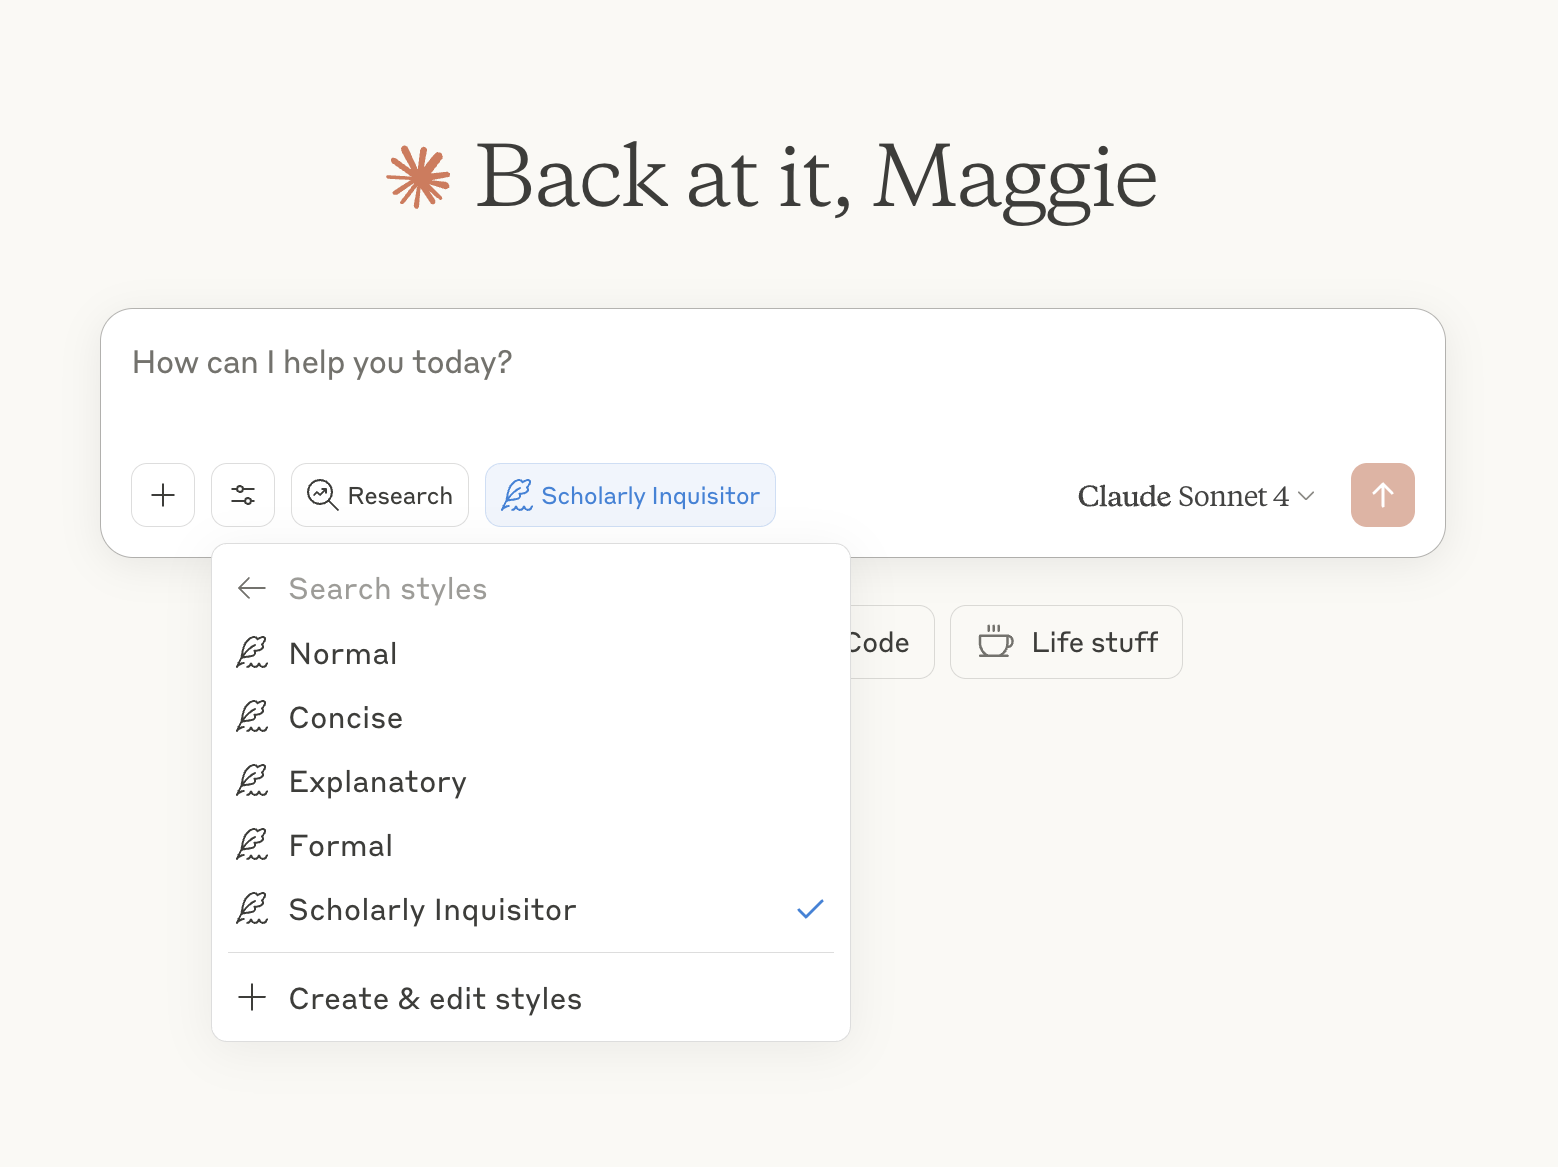 Back at it, Maggie
How can I help you today?
Research
Scholarly Inquisitor
Claude Sonnet 4
Search styles
Normal
Code
Life stuff
Concise
Explanatory
Formal
Scholarly Inquisitor
Create & edit styles